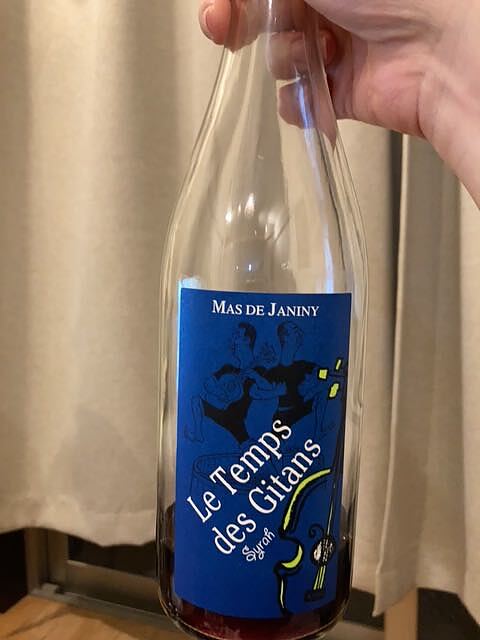 MAS DE JANINY
Le Temps
des Gitans
Syrah